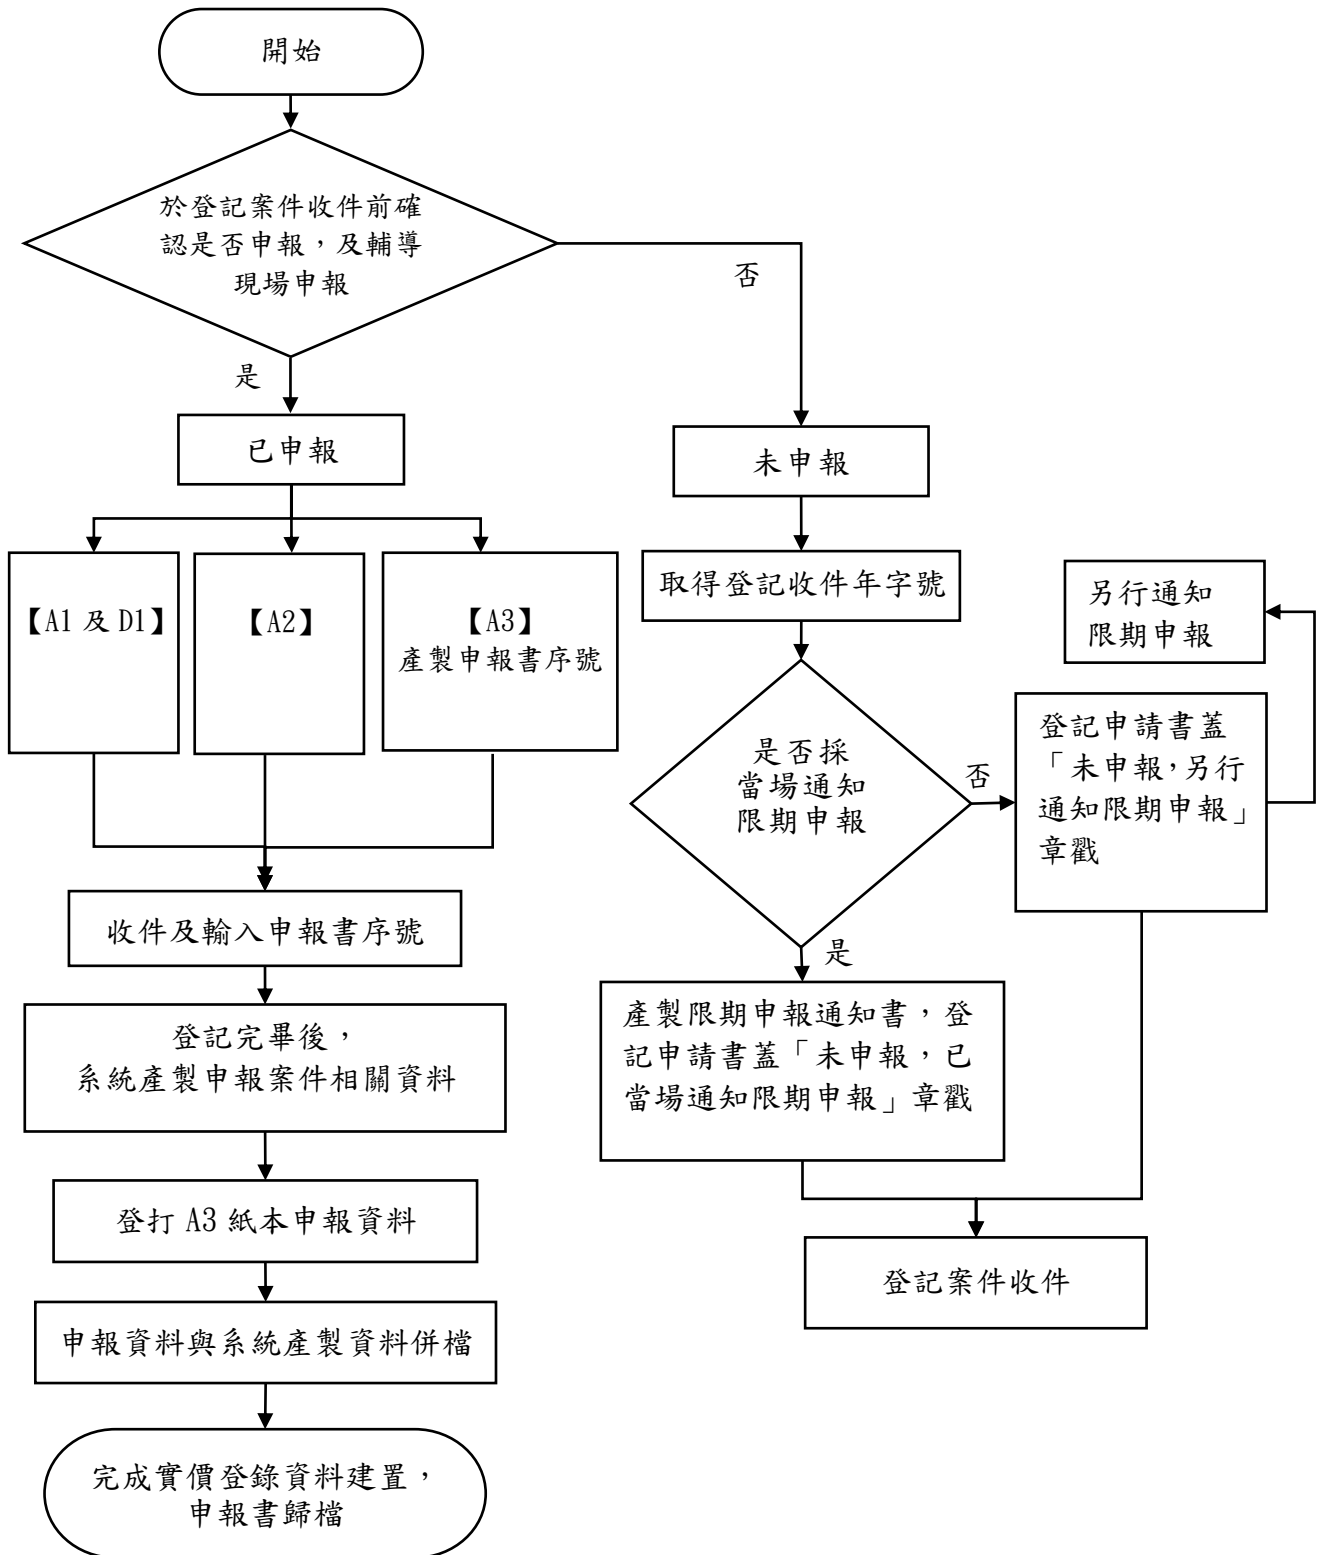 開始
於登記案件收件前確
認是否申報，及輔導
現場申報
否
是
已申報
未申報
【A1 及 D1】
【A2】
【A3】
產製申報書序號
取得登記收件年字號
另行通知
限期申報
是否採
當場通知
限期申報
否
登記申請書蓋
「未申報，另行
通知限期申報」
章戳
是
收件及輸入申報書序號
產製限期申報通知書，登
記申請書蓋「未申報，已
當場通知限期申報」章戳
登記完畢後，
系統產製申報案件相關資料
登打 A3 紙本申報資料
登記案件收件
申報資料與系統產製資料併檔
完成實價登錄資料建置，
申報書歸檔